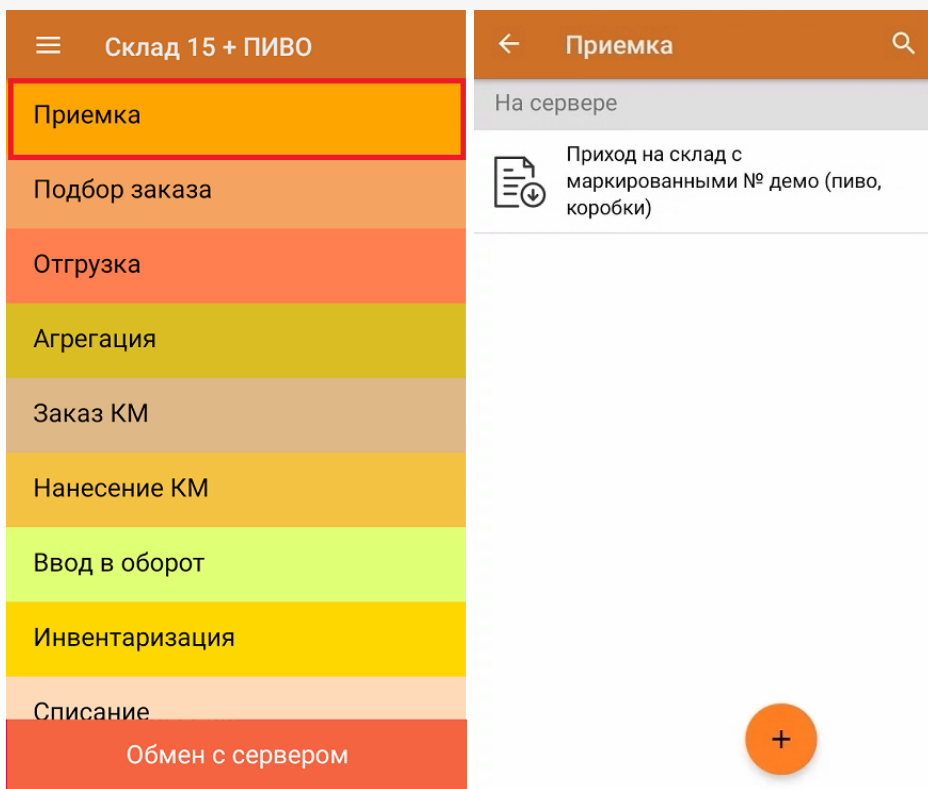 Склад 15 + ПИВО
Приемка
Подбор заказа
Отгрузка
Агрегация
Заказ КМ
Нанесение КМ
Ввод в оборот
Инвентаризация
Списание
Обмен с сервером
Приемка
На сервере
Приход на склад с
маркированными № демо (пиво,
коробки)
+